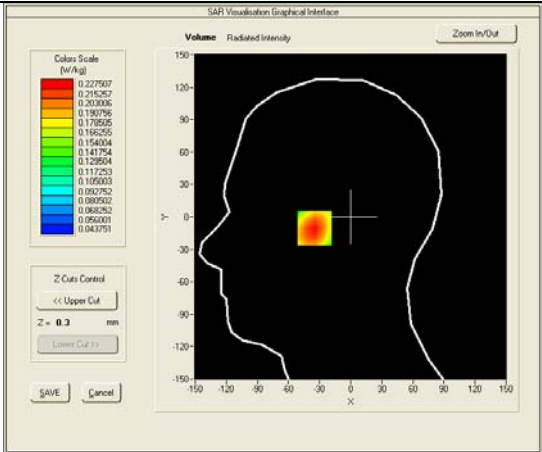 SAR Visualisation Graphical Interface
Volume Radiated Intensity
Zoom In/Out
Colors Scale
(W/kg)
0.227507
0.215257
0.203006
0.190756
0.178505
0.166255
0.154004
0.141754
0.129504
0.117253
0.105003
0.092752
0.080502
0.068252
0.056001
0.043751
Z-Cuts Control
<< Upper Cut
Z = 0.3 mm
Lower Cut >>
SAVE Cancel
150
120
90
60
30
0
-30
-60
-90
-120
-150
Y
-150 -120 -90 -60 -30 0 30 60 90 120 150
X